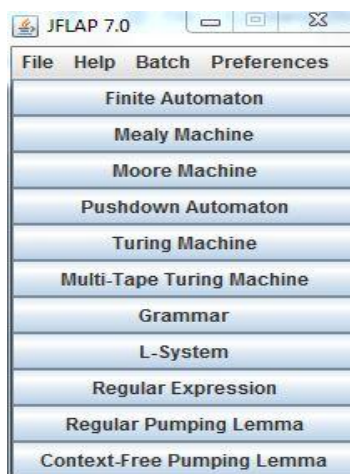 JFLAP 7.0
File Help Batch Preferences
Finite Automaton
Mealy Machine
Moore Machine
Pushdown Automaton
Turing Machine
Multi-Tape Turing Machine
Grammar
L-System
Regular Expression
Regular Pumping Lemma
Context-Free Pumping Lemma